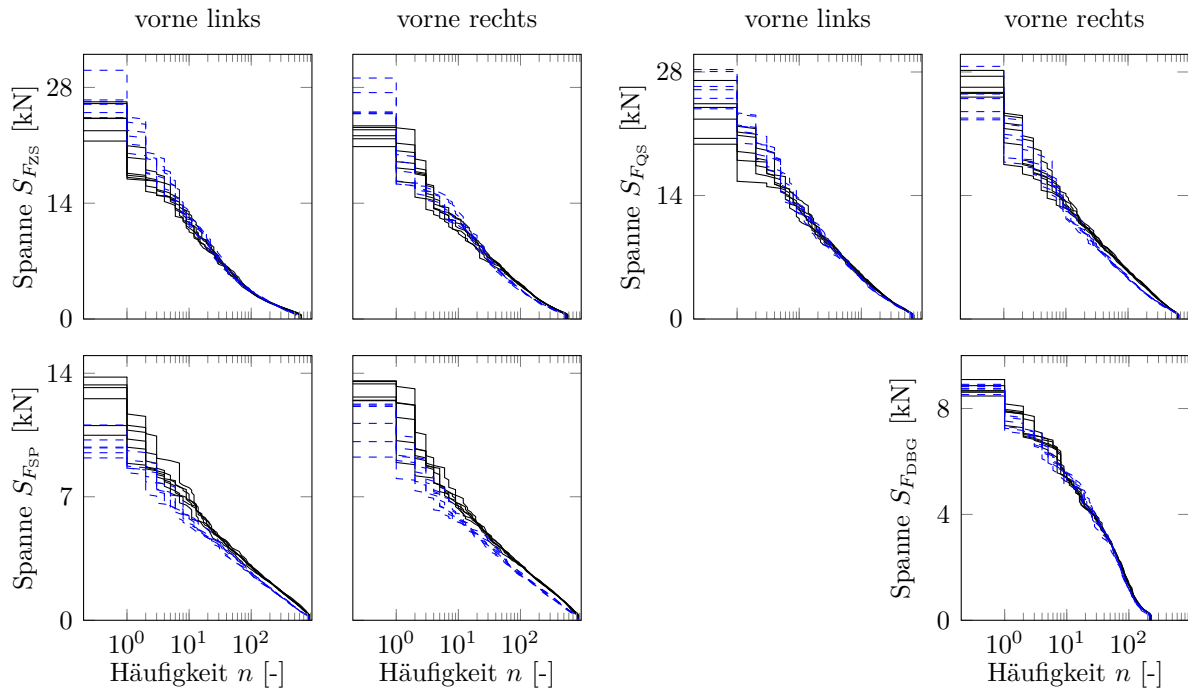 vorne links
vorne rechts
vorne links
vorne rechts
Spanne S_{F_{ZS}} [kN]
28
14
0
Spanne S_{F_{QS}} [kN]
28
14
0
Spanne S_{F_{SP}} [kN]
14
7
0
10^0 10^1 10^2
Häufigkeit n [-]
10^0 10^1 10^2
Häufigkeit n [-]
Spanne S_{F_{DBG}} [kN]
8
4
0
10^0 10^1 10^2
Häufigkeit n [-]